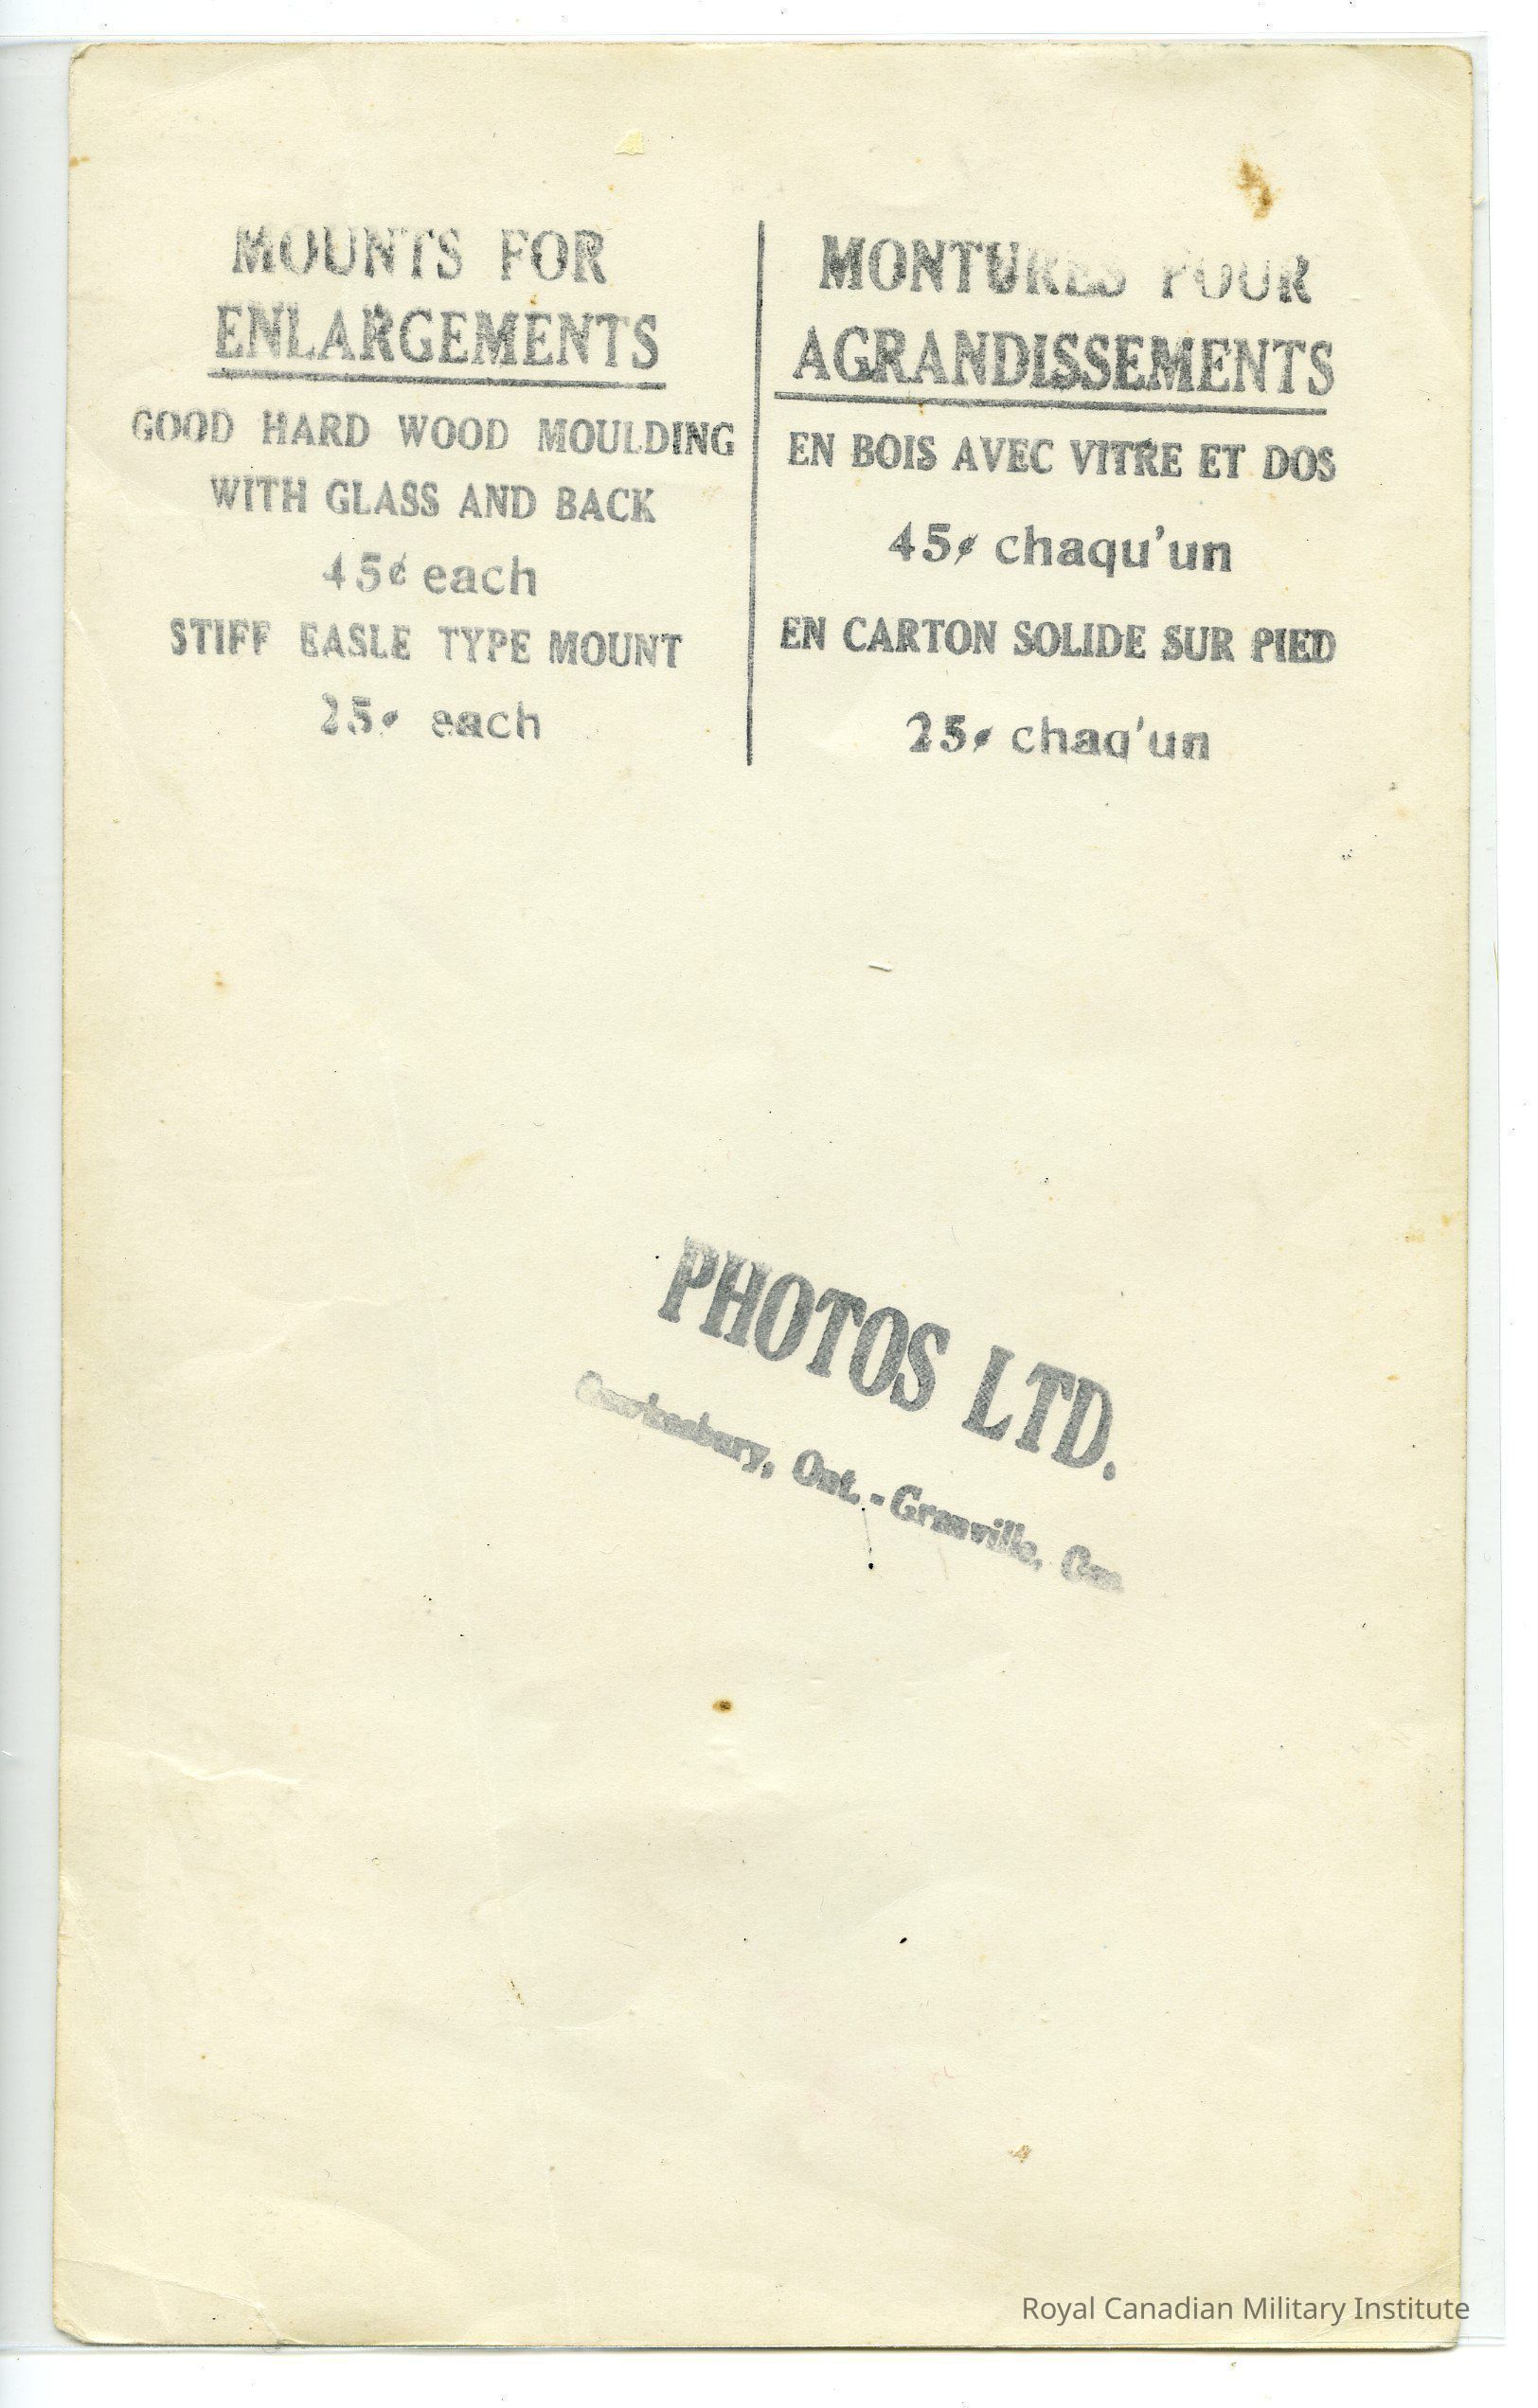 MOUNTS FOR
ENLARGEMENTS
GOOD HARD WOOD MOULDING
WITH GLASS AND BACK
45¢ each
STIFF EASLE TYPE MOUNT
25¢ each
MONTURES POUR
AGRANDISSEMENTS
EN BOIS AVEC VITRE ET DOS
45¢ chaqu'un
EN CARTON SOLIDE SUR PIED
25¢ chaq'un
PHOTOS LTD.
Ont. -
Royal Canadian Military Institute